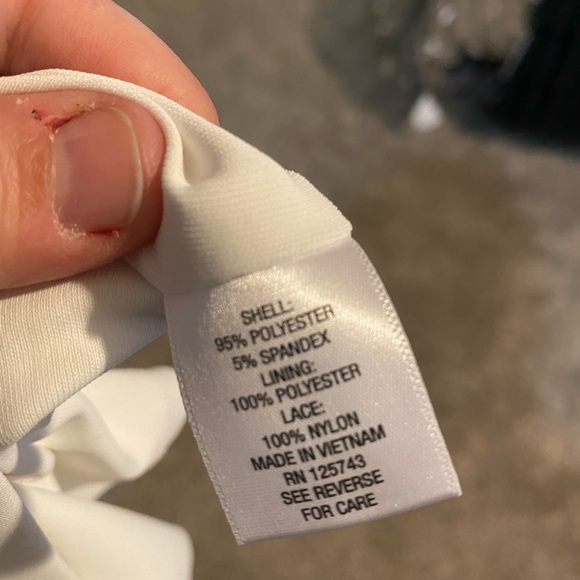 SHELL:
95% POLYESTER
5% SPANDEX
LINING:
100% POLYESTER
LACE:
100% NYLON
MADE IN VIETNAM
RN 125743
SEE REVERSE
FOR CARE